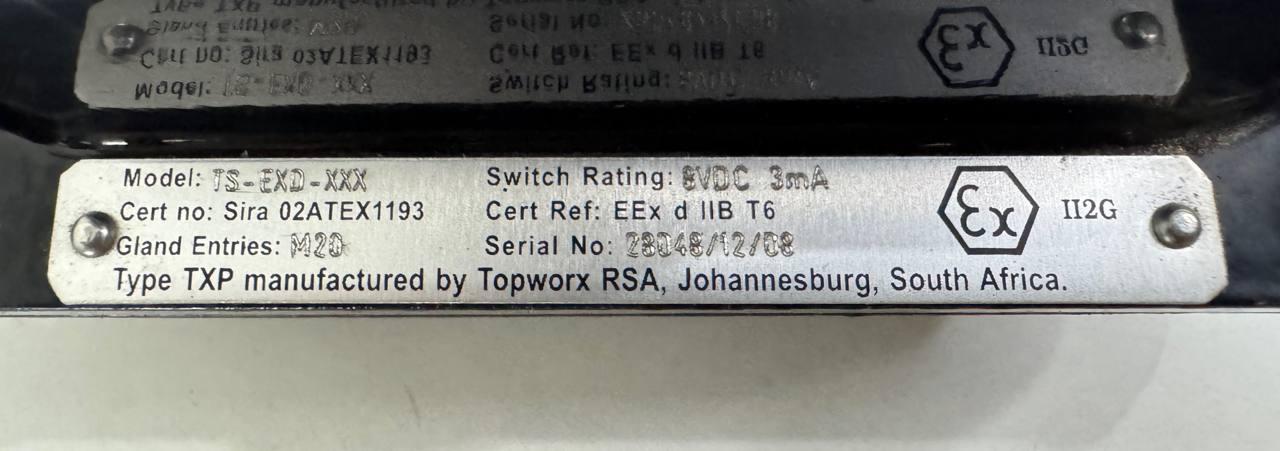 Model: TS-EXD-XXX Switch Rating: 8VDC 3mA
Cert no: Sira 02ATEX1193 Cert Ref: EEx d IIB T6
Gland Entries: M20 Serial No: 28048/12/08
Type TXP manufactured by Topworx RSA, Johannesburg, South Africa.
Ex II2G